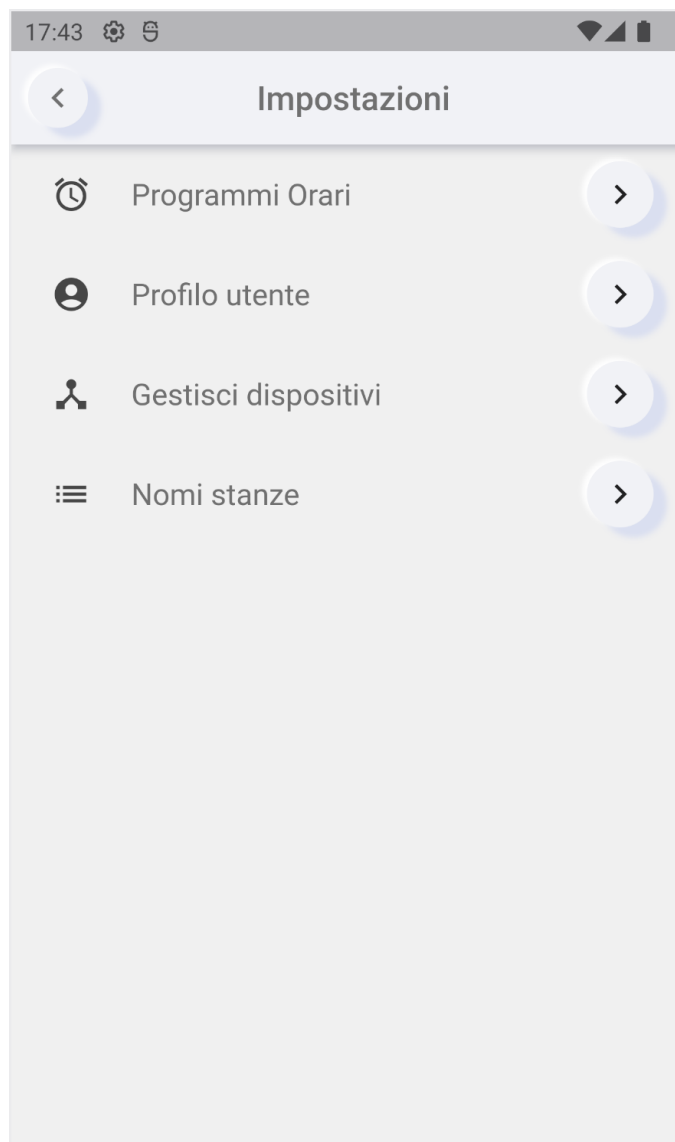 17:43
Impostazioni
Programmi Orari
Profilo utente
Gestisci dispositivi
Nomi stanze